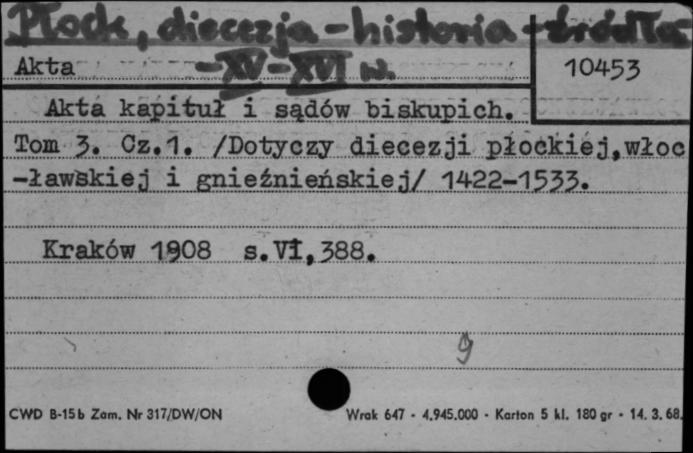 Płock, diecezja - historia - źródła
Akta - XV - XVI w. 10453
Akta kapituł i sądów biskupich.
Tom 3. Cz.1. /Dotyczy diecezji płockiej,włoc
-ławskiej i gnieźnieńskiej/ 1422-1533.
Kraków 1908 s.VI,388.
9
CWD B-15b Zam. Nr 317/DW/ON Wrak 647 - 4.945.000 - Karton 5 kl. 180 gr - 14. 3. 68.